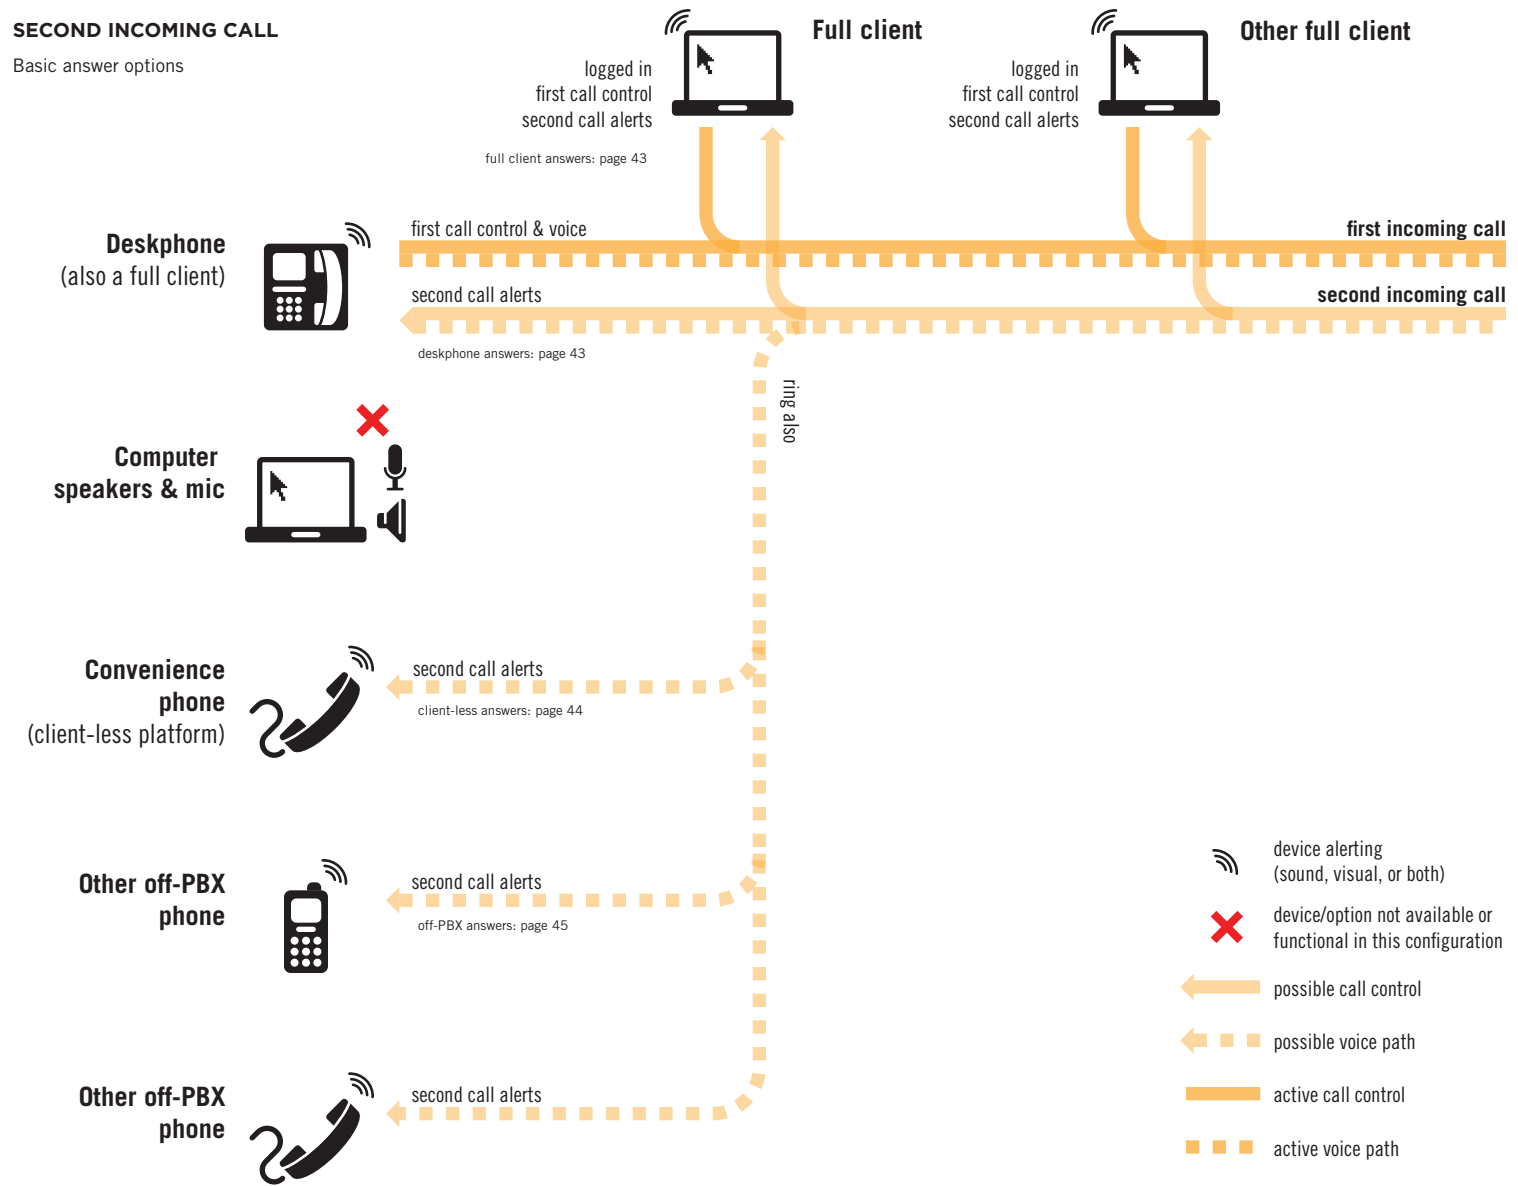 SECOND INCOMING CALL
Basic answer options
Full client
logged in
first call control
second call alerts
full client answers: page 43
Other full client
logged in
first call control
second call alerts
Deskphone
(also a full client)
first call control & voice
first incoming call
second call alerts
second incoming call
deskphone answers: page 43
ring also
Computer
speakers & mic
Convenience
phone
(client-less platform)
second call alerts
client-less answers: page 44
Other off-PBX
phone
second call alerts
off-PBX answers: page 45
Other off-PBX
phone
second call alerts
device alerting
(sound, visual, or both)
device/option not available or
functional in this configuration
possible call control
possible voice path
active call control
active voice path